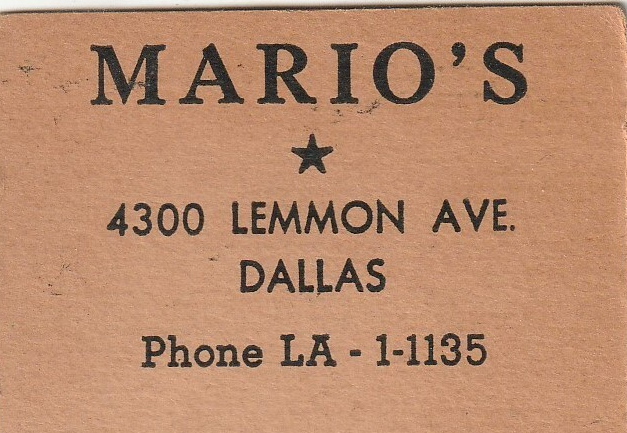 MARIO'S
4300 LEMMON AVE.
DALLAS
Phone LA - 1-1135